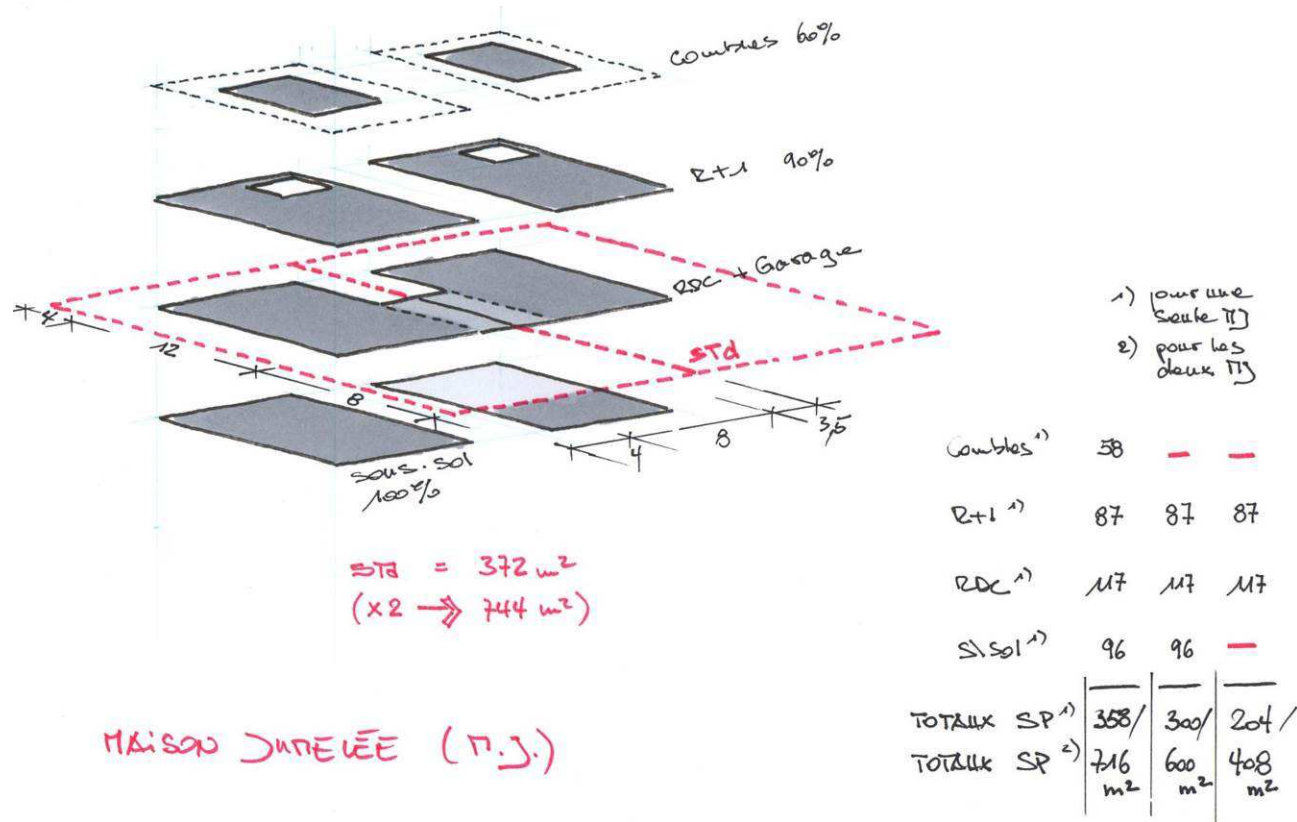 Combles 60%
R+1 90%
RDC + Garage
1) pour une
seule MJ
2) pour les
deux MJ
4
12
8
STd
3,5
8
4
sous-sol
100%
STd = 372 m²
(x2 → 744 m²)
Combles 1) 58 — —
R+1 1) 87 87 87
RDC 1) 117 117 117
S/Sol 1) 96 96 —
TOTAUX SP 1) 358/ 300/ 204/
TOTAUX SP 2) 716 600 408
m² m² m²
MAISON JUMELÉE (M.J.)